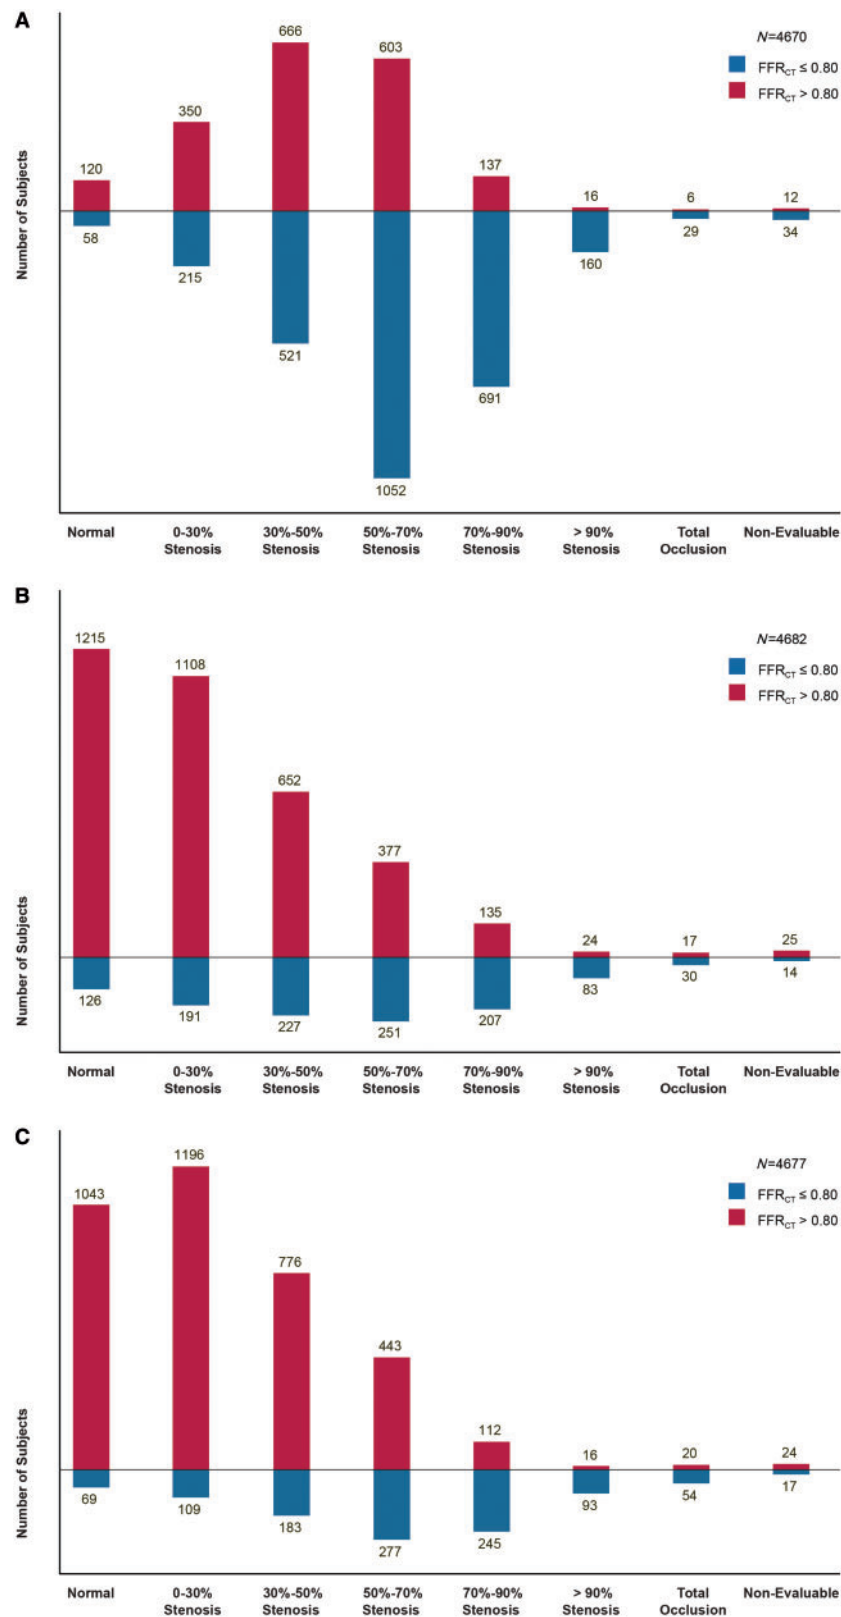 A
N=4670
FFRCT ≤ 0.80
FFRCT > 0.80
Number of Subjects
120
350
666
603
137
16
6
12
58
215
521
1052
691
160
29
34
Normal
0-30%
Stenosis
30%-50%
Stenosis
50%-70%
Stenosis
70%-90%
Stenosis
> 90%
Stenosis
Total
Occlusion
Non-Evaluable
B
N=4682
FFRCT ≤ 0.80
FFRCT > 0.80
Number of Subjects
1215
1108
652
377
135
24
17
25
126
191
227
251
207
83
30
14
Normal
0-30%
Stenosis
30%-50%
Stenosis
50%-70%
Stenosis
70%-90%
Stenosis
> 90%
Stenosis
Total
Occlusion
Non-Evaluable
C
N=4677
FFRCT ≤ 0.80
FFRCT > 0.80
Number of Subjects
1043
1196
776
443
112
16
20
24
69
109
183
277
245
93
54
17
Normal
0-30%
Stenosis
30%-50%
Stenosis
50%-70%
Stenosis
70%-90%
Stenosis
> 90%
Stenosis
Total
Occlusion
Non-Evaluable